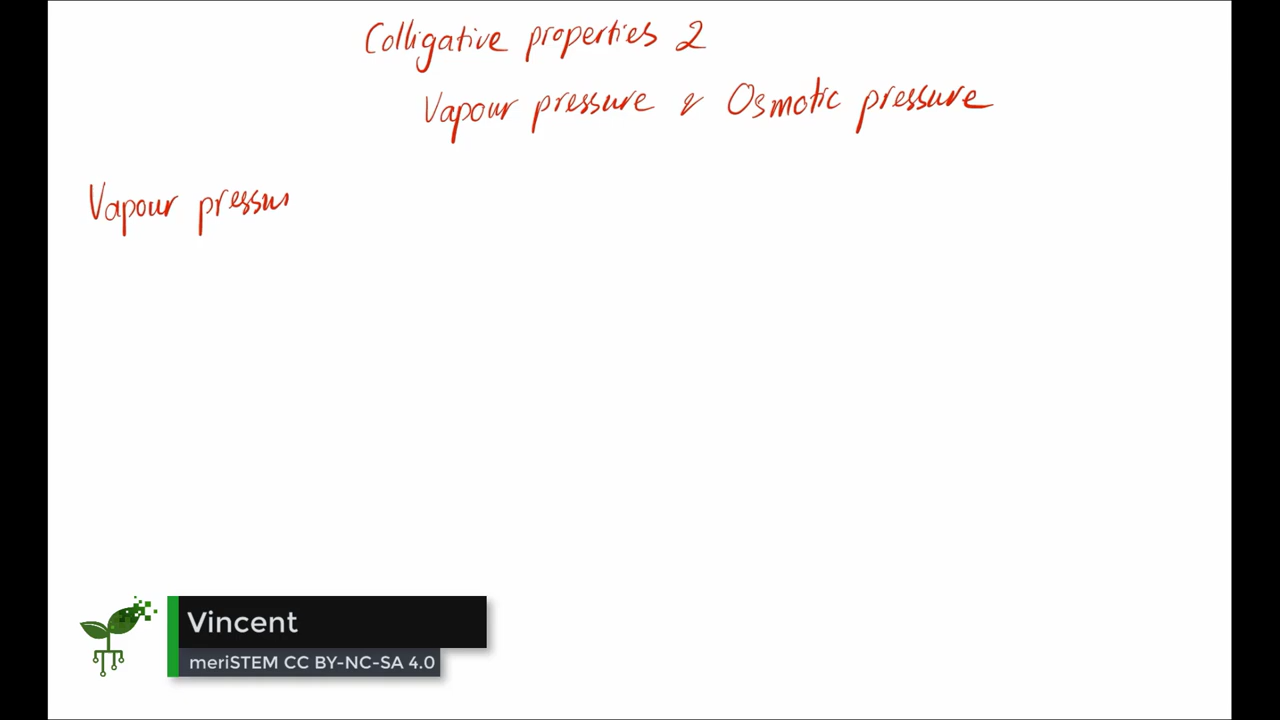 Colligative properties 2
Vapour pressure & Osmotic pressure
Vapour pressu
Vincent
meriSTEM CC BY-NC-SA 4.0